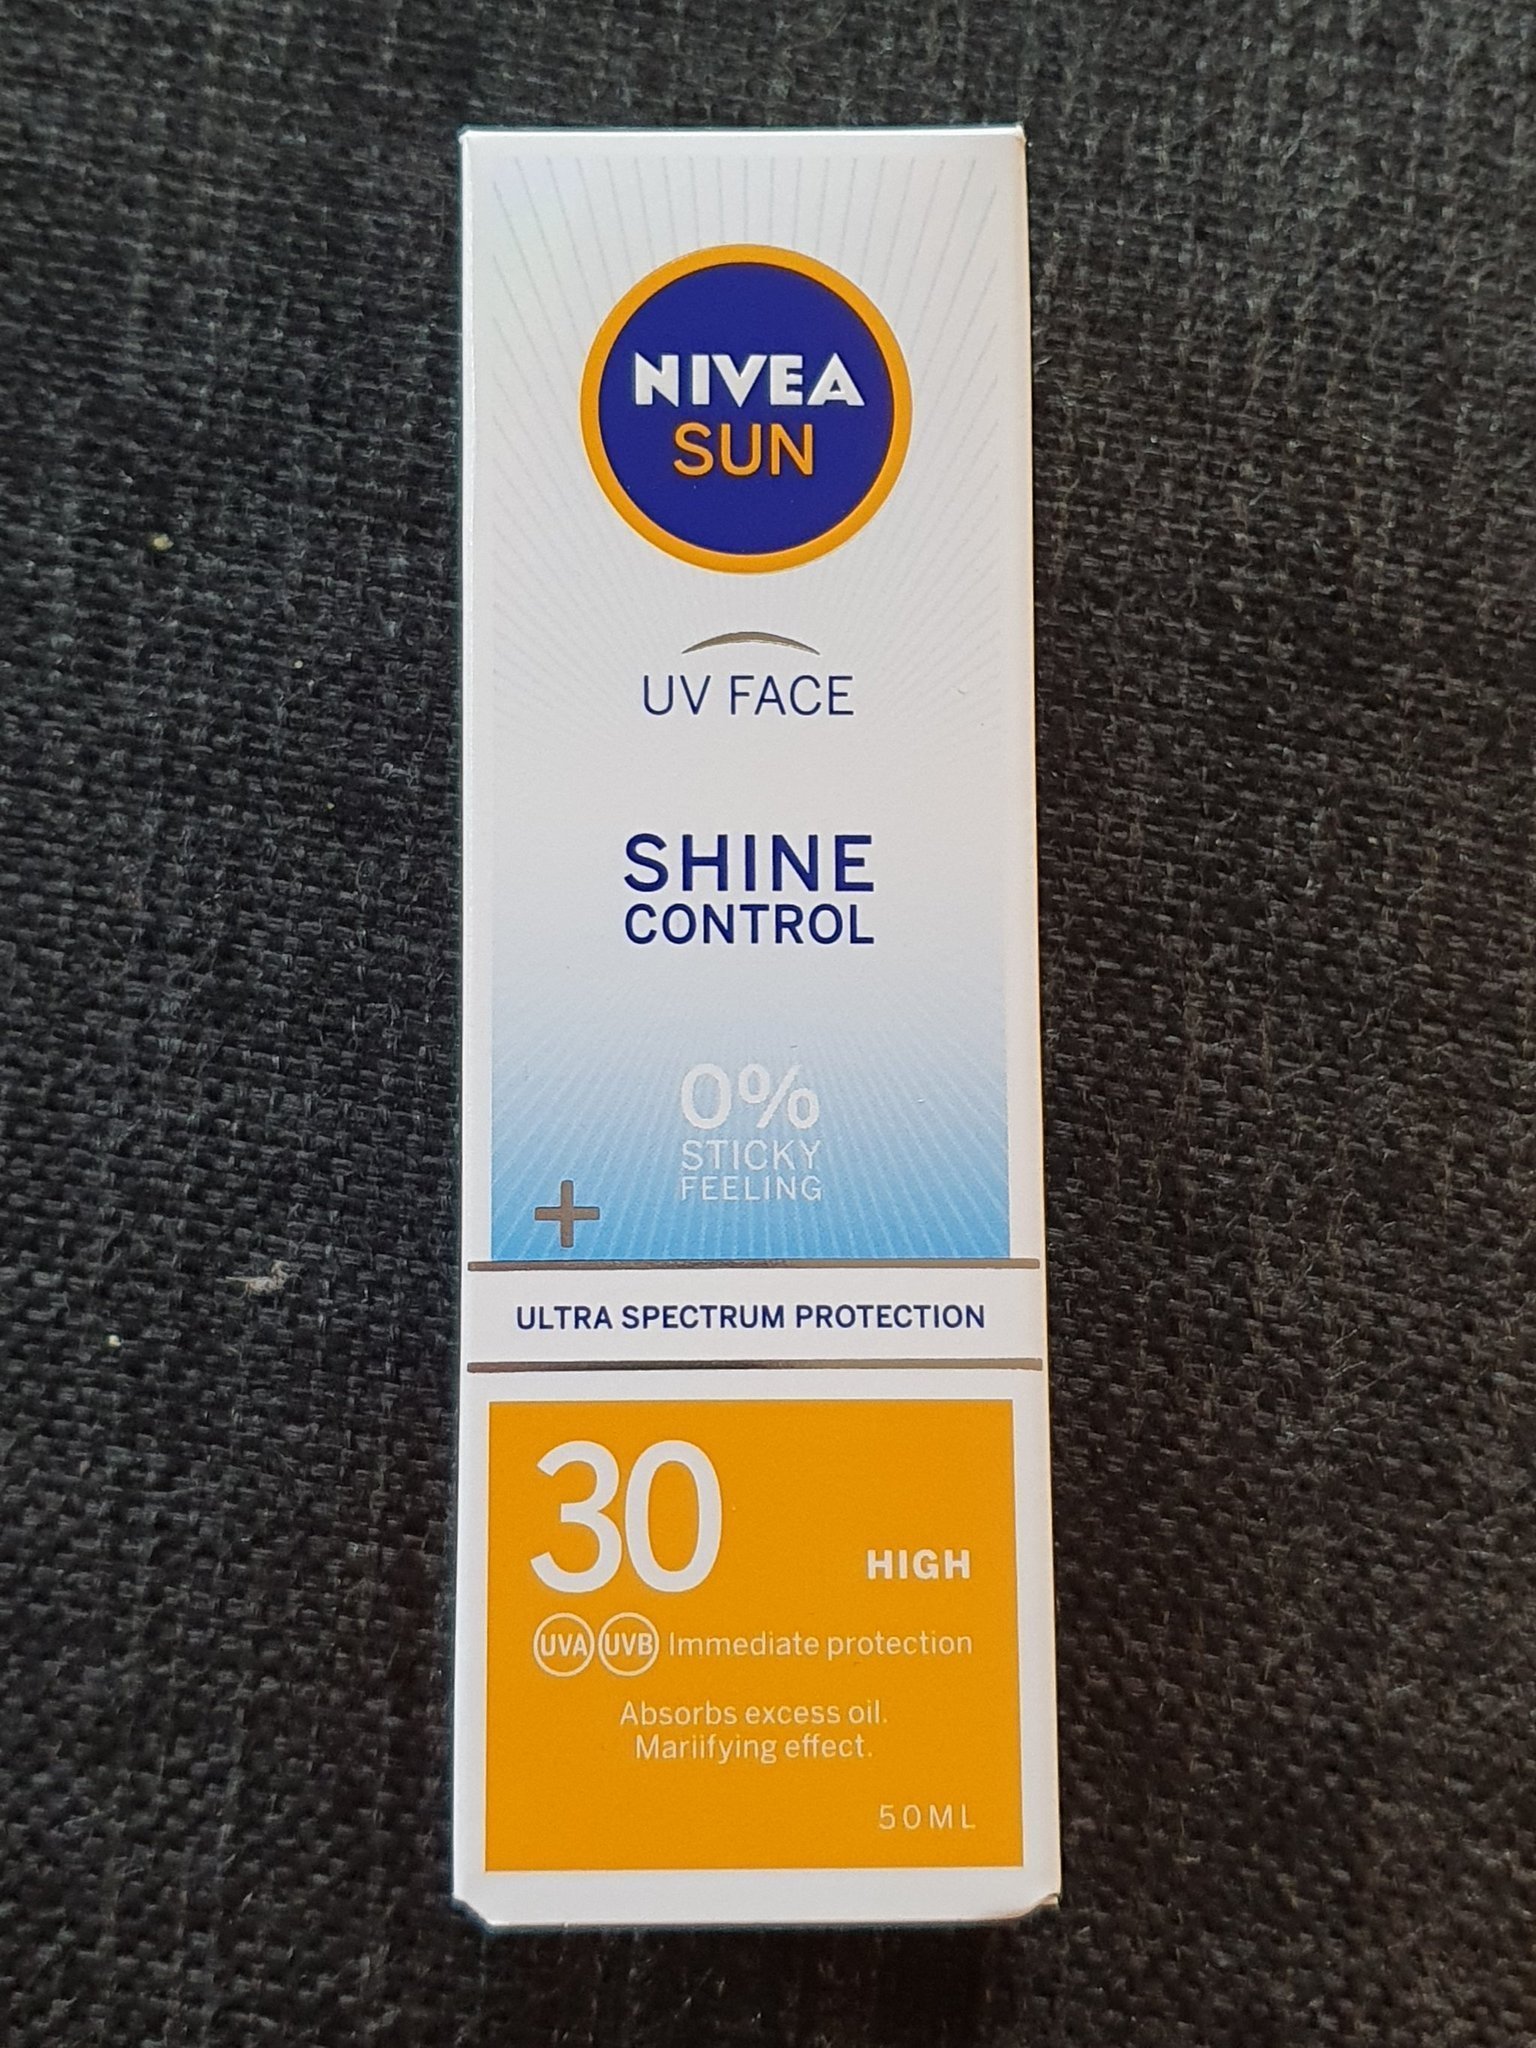 NIVEA
SUN
UV FACE
SHINE
CONTROL
0%
STICKY
FEELING
+
ULTRA SPECTRUM PROTECTION
30
HIGH
UVA UVB Immediate protection
Absorbs excess oil.
Mariifying effect.
50ML